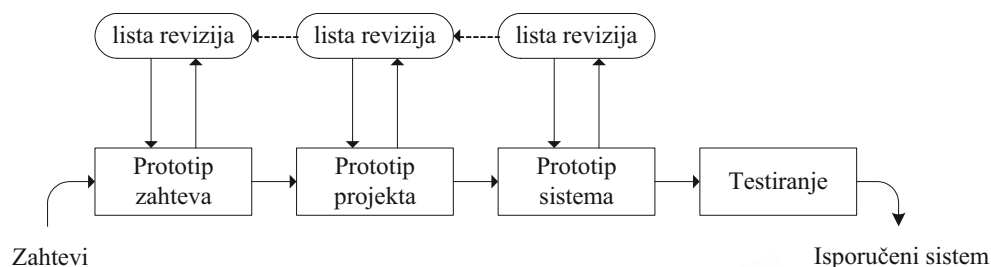 lista revizija
lista revizija
lista revizija
Prototip
zahteva
Prototip
projekta
Prototip
sistema
Testiranje
Zahtevi
Isporučeni sistem